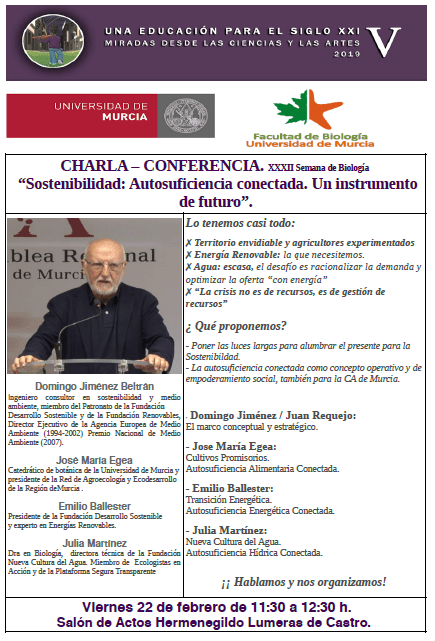 UNA EDUCACIÓN PARA EL SIGLO XXI
MIRADAS DESDE LAS CIENCIAS Y LAS ARTES
2019
V
UNIVERSIDAD DE
MURCIA
Facultad de Biología
Universidad de Murcia
CHARLA – CONFERENCIA. XXXII Semana de Biología
“Sostenibilidad: Autosuficiencia conectada. Un instrumento
de futuro”.
A
blea Regional
de Murcia
Domingo Jiménez Beltrán
Ingeniero consultor en sostenibilidad y medio
ambiente, miembro del Patronato de la Fundación
Desarrollo Sostenible y de la Fundación Renovables,
Director Ejecutivo de la Agencia Europea de Medio
Ambiente (1994-2002) Premio Nacional de Medio
Ambiente (2007).
José María Egea
Catedrático de botánica de la Universidad de Murcia y
presidente de la Red de Agroecología y Ecodesarrollo
de la Región deMurcia .
Emilio Ballester
Presidente de la Fundación Desarrollo Sostenible
y experto en Energías Renovables.
Julia Martínez
Dra en Biología, directora técnica de la Fundación
Nueva Cultura del Agua. Miembro de Ecologistas en
Acción y de la Plataforma Segura Transparente
Lo tenemos casi todo:
✗ Territorio envidiable y agricultores experimentados
✗ Energía Renovable: la que necesitemos.
✗ Agua: escasa, el desafío es racionalizar la demanda y
optimizar la oferta “con energía”
✗ “La crisis no es de recursos, es de gestión de
recursos”
¿ Qué proponemos?
- Poner las luces largas para alumbrar el presente para la
Sostenibildad.
- La autosuficiencia conectada como concepto operativo y de
empoderamiento social, también para la CA de Murcia.
. Domingo Jiménez / Juan Requejo:
El marco conceptual y estratégico.
- Jose María Egea:
Cultivos Promisorios.
Autosuficiencia Alimentaria Conectada.
- Emilio Ballester:
Transición Energética.
Autosuficiencia Energética Conectada.
- Julia Martínez:
Nueva Cultura del Agua.
Autosuficiencia Hídrica Conectada.
¡¡ Hablamos y nos organizamos!
Viernes 22 de febrero de 11:30 a 12:30 h.
Salón de Actos Hermenegildo Lumeras de Castro.